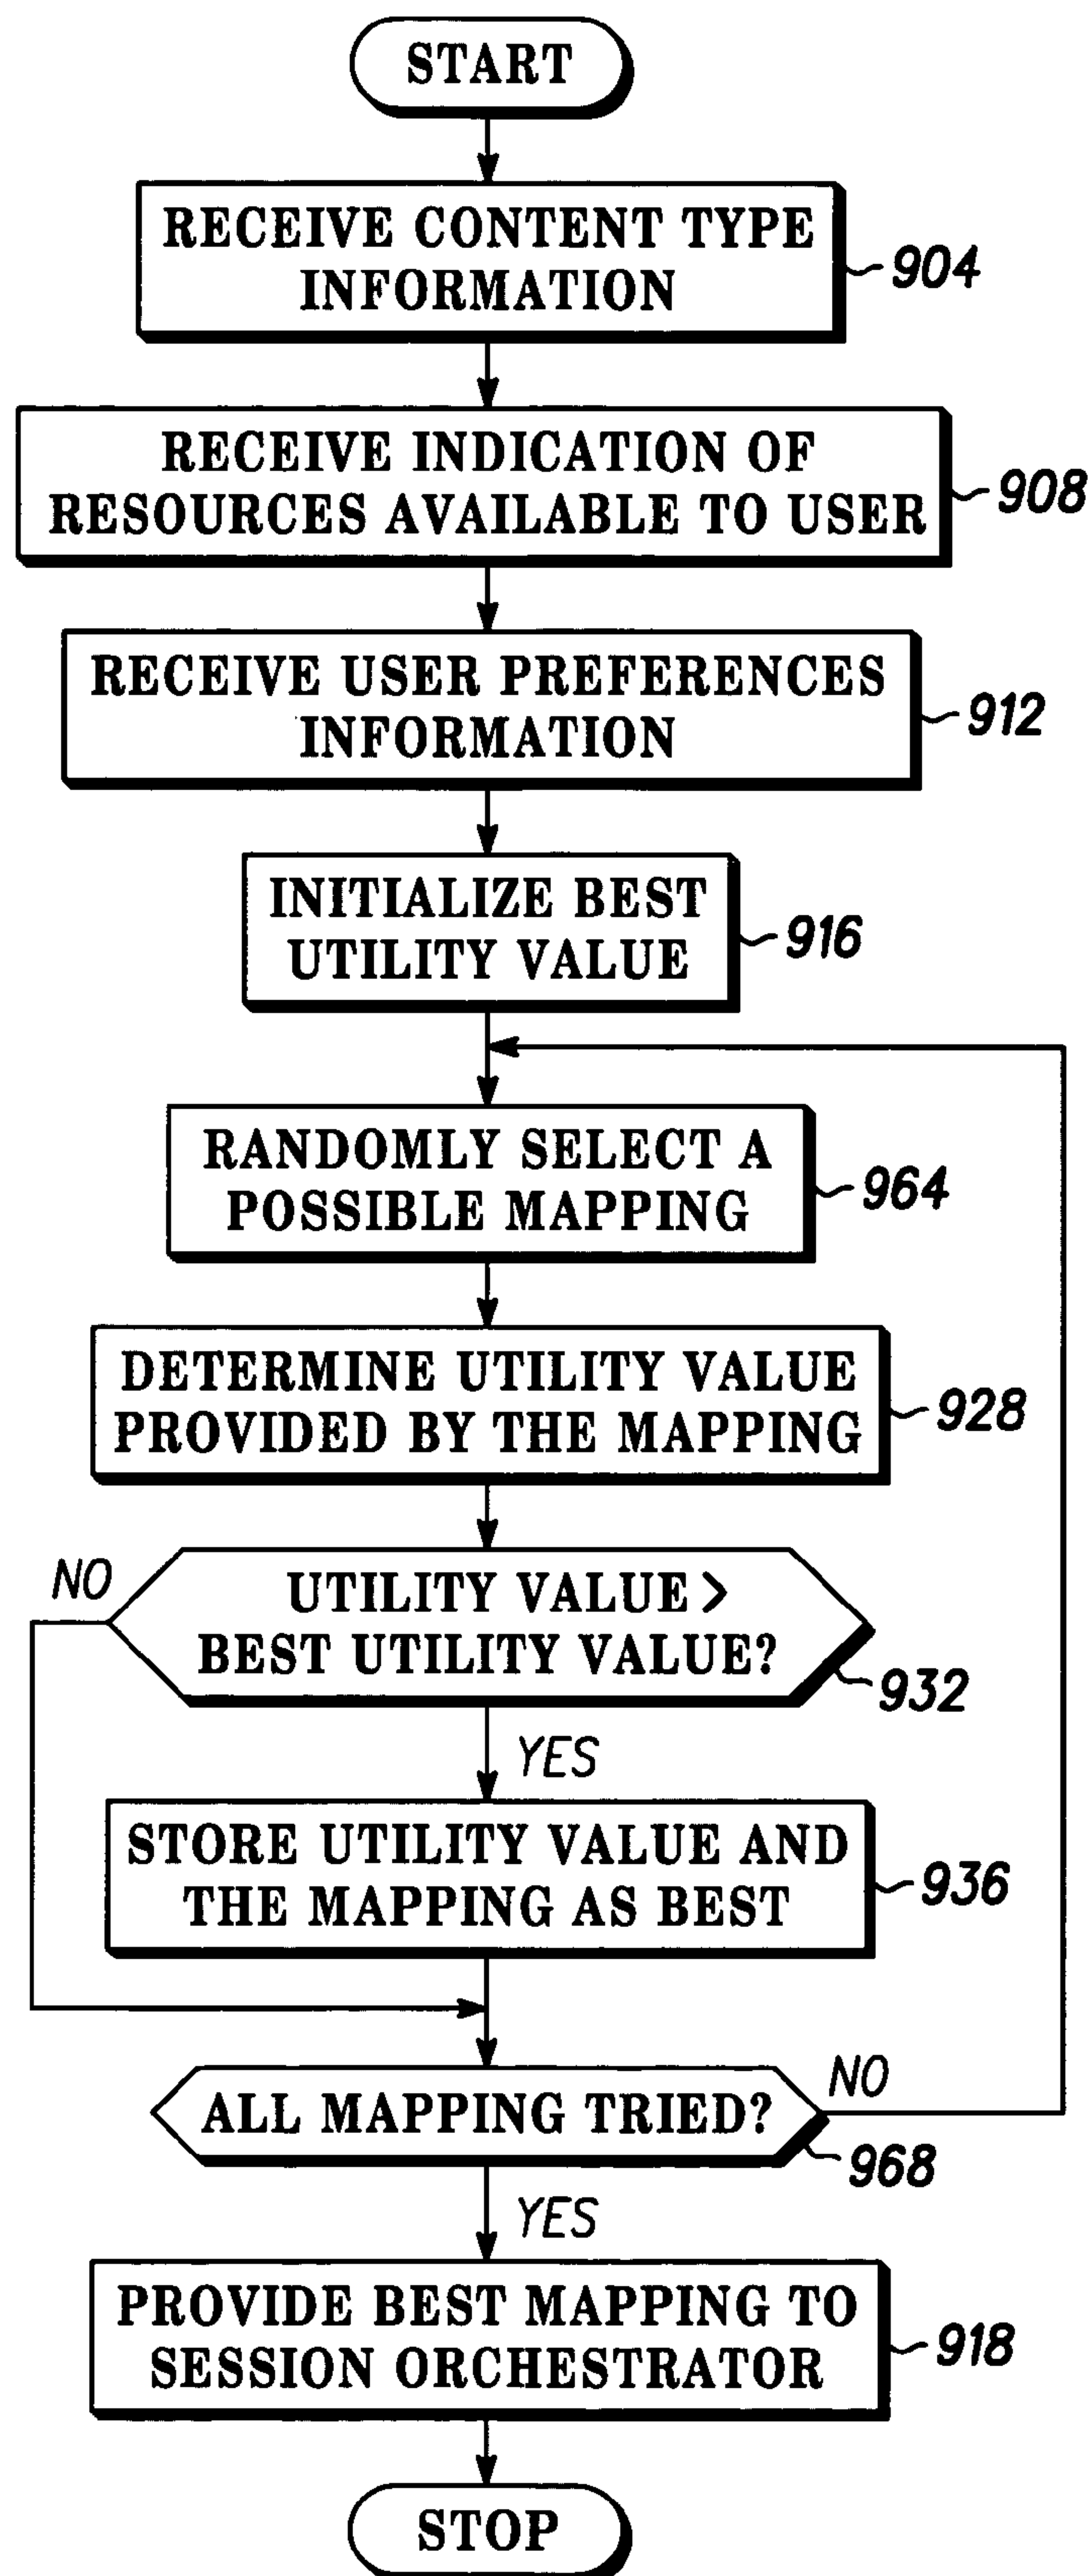 START
RECEIVE CONTENT TYPE
INFORMATION
904
RECEIVE INDICATION OF
RESOURCES AVAILABLE TO USER
908
RECEIVE USER PREFERENCES
INFORMATION
912
INITIALIZE BEST
UTILITY VALUE
916
RANDOMLY SELECT A
POSSIBLE MAPPING
964
DETERMINE UTILITY VALUE
PROVIDED BY THE MAPPING
928
NO
UTILITY VALUE >
BEST UTILITY VALUE?
932
YES
STORE UTILITY VALUE AND
THE MAPPING AS BEST
936
NO
ALL MAPPING TRIED?
968
YES
PROVIDE BEST MAPPING TO
SESSION ORCHESTRATOR
918
STOP